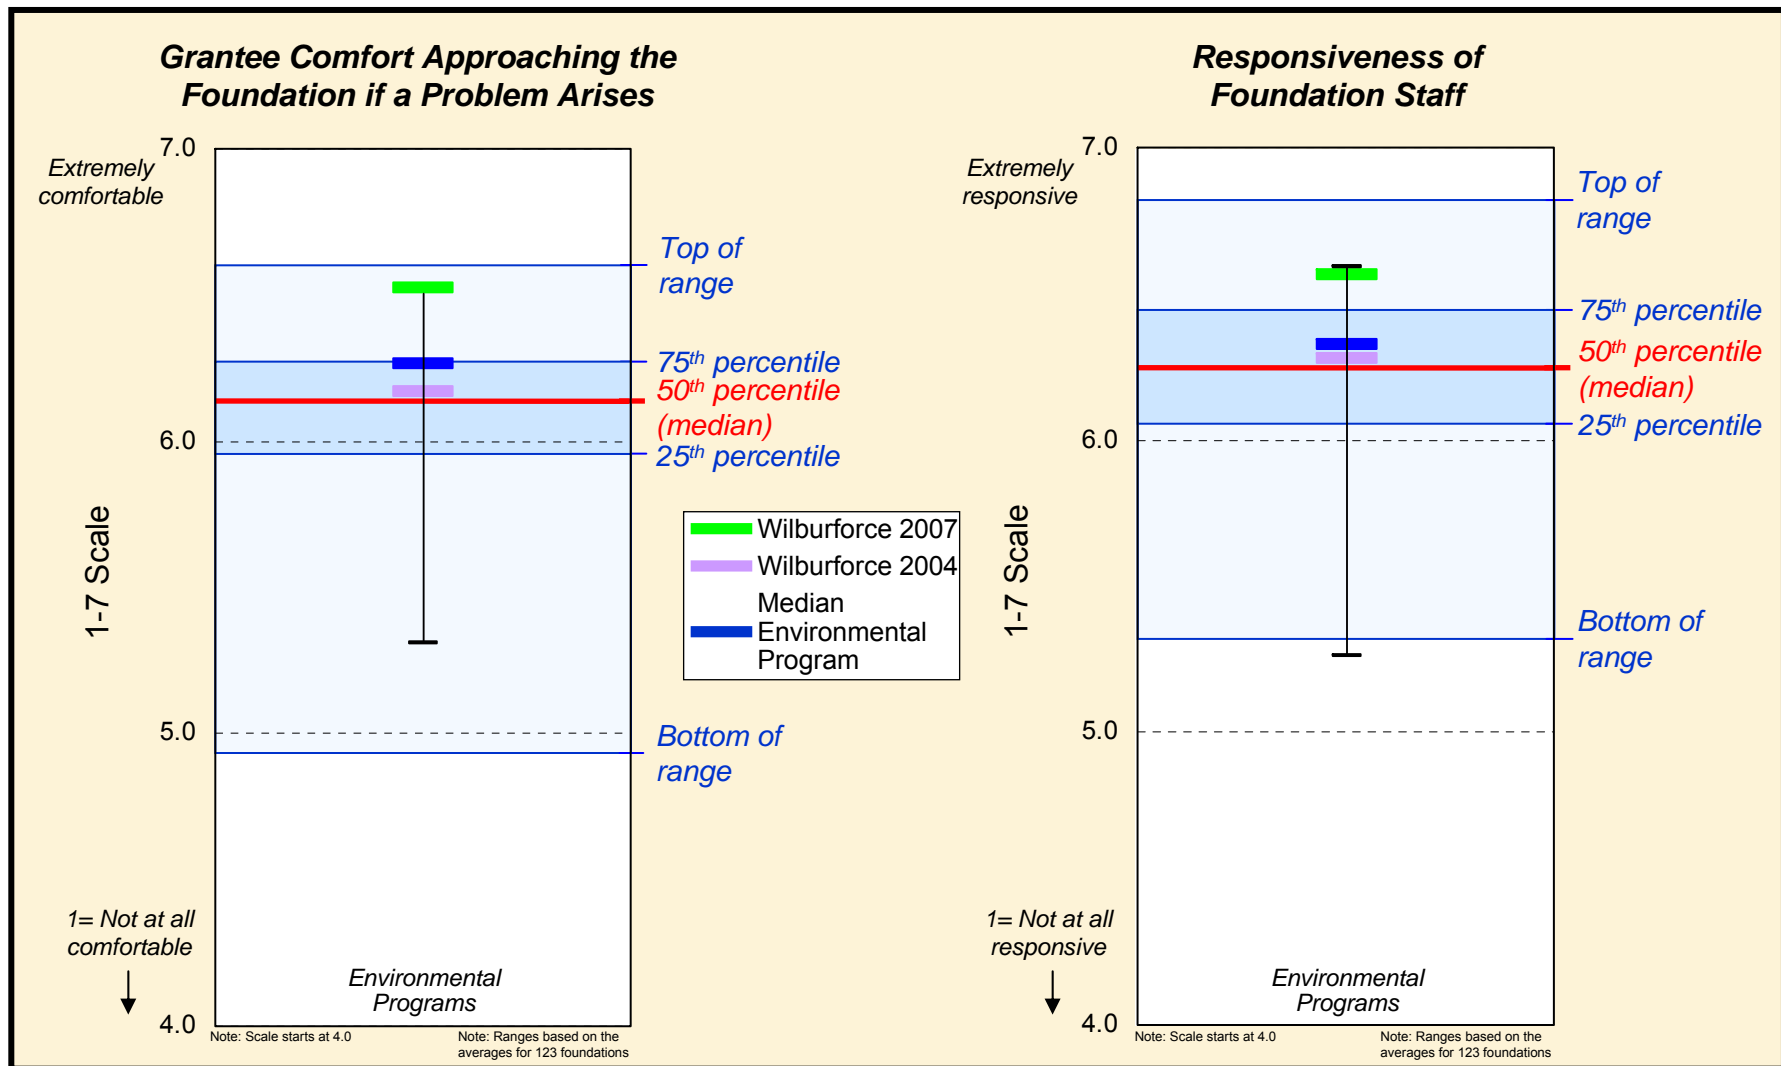 Grantee Comfort Approaching the
Foundation if a Problem Arises
7.0
Extremely
comfortable
Top of
range
75th percentile
50th percentile
(median)
6.0
25th percentile
1-7 Scale
5.0
Bottom of
range
1= Not at all
comfortable
Environmental
Programs
4.0
Note: Scale starts at 4.0
Note: Ranges based on the
averages for 123 foundations
Wilburforce 2007
Wilburforce 2004
Median
Environmental
Program
Responsiveness of
Foundation Staff
7.0
Extremely
responsive
Top of
range
75th percentile
50th percentile
(median)
6.0
25th percentile
1-7 Scale
Bottom of
range
5.0
1= Not at all
responsive
Environmental
Programs
4.0
Note: Scale starts at 4.0
Note: Ranges based on the
averages for 123 foundations